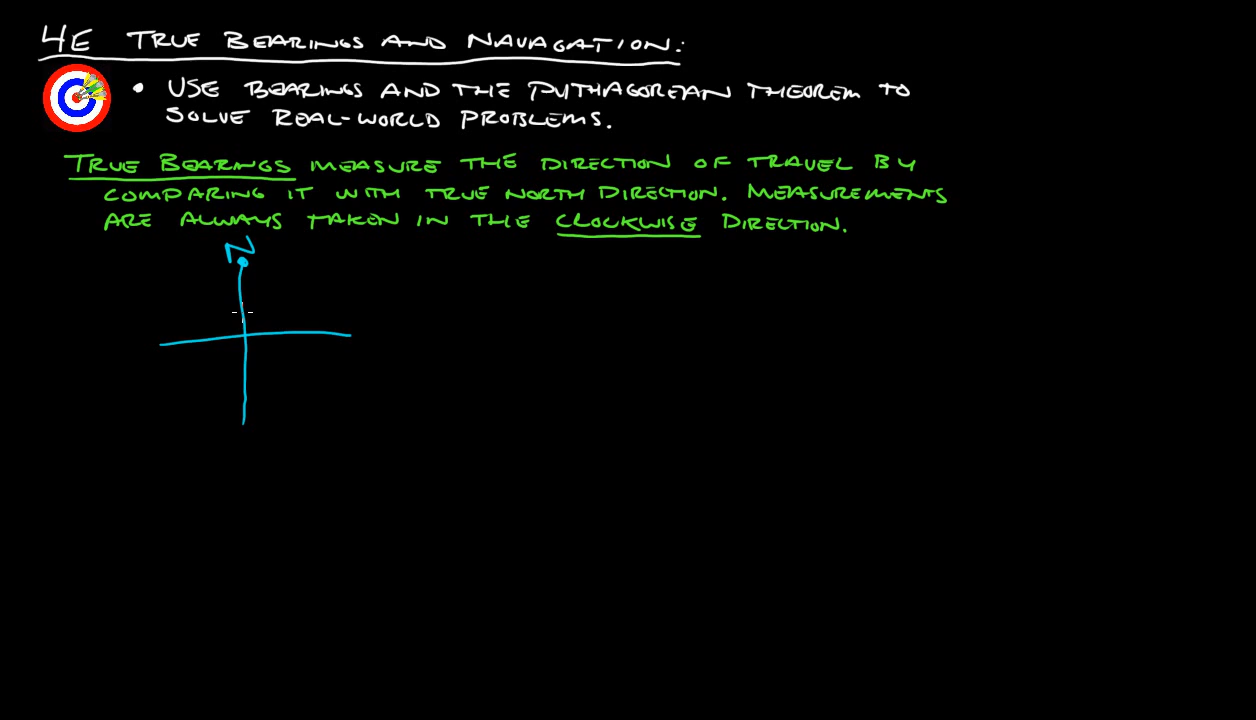 4E TRUE BEARINGS AND NAVAGATION:
• USE BEARINGS AND THE PYTHAGOREAN THEOREM TO
SOLVE REAL-WORLD PROBLEMS.
TRUE BEARINGS MEASURE THE DIRECTION OF TRAVEL BY
COMPARING IT WITH TRUE NORTH DIRECTION. MEASUREMENTS
ARE ALWAYS TAKEN IN THE CLOCKWISE DIRECTION.
N